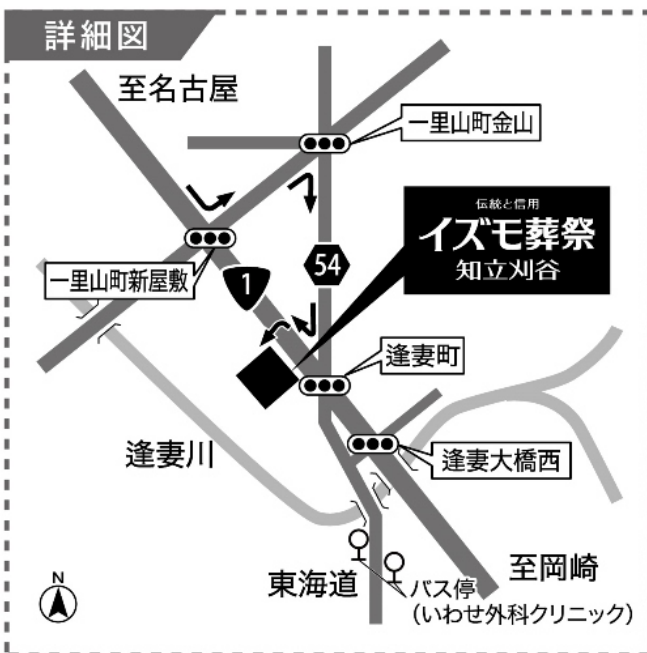 詳細図
至名古屋
一里山町金山
伝統と信用
イズモ葬祭
知立刈谷
54
一里山町新屋敷
1
逢妻町
逢妻川
逢妻大橋西
至岡崎
東海道
バス停
(いわせ外科クリニック)
N